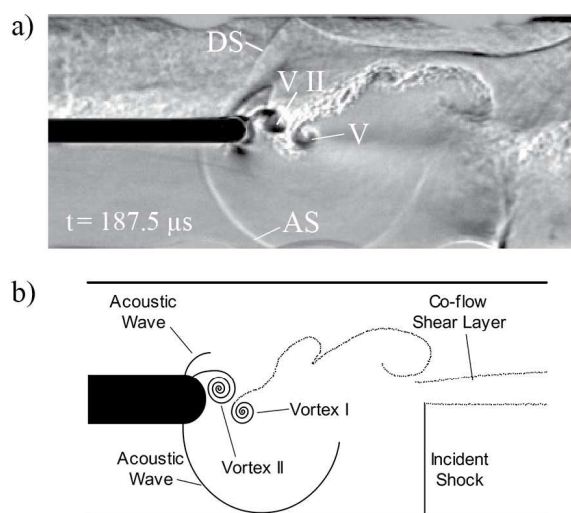 a)
DS
V II
V
AS
t = 187.5 µs
b)
Acoustic
Wave
Co-flow
Shear Layer
Vortex I
Vortex II
Acoustic
Wave
Incident
Shock